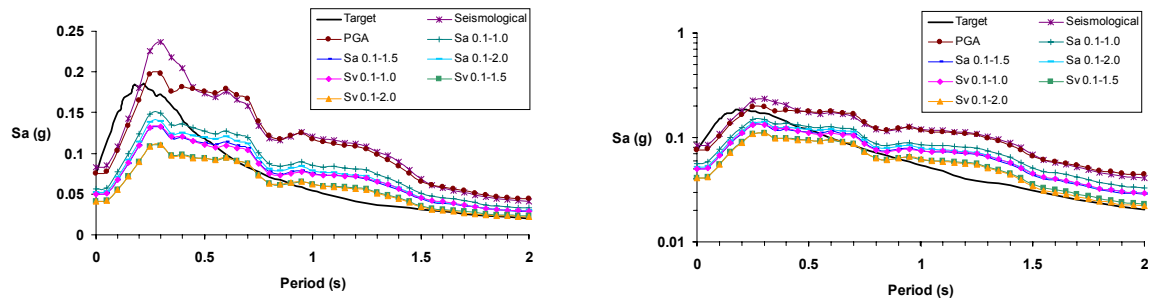 Target
Seismological
PGA
Sa 0.1-1.0
Sa 0.1-1.5
Sa 0.1-2.0
Sv 0.1-1.0
Sv 0.1-1.5
Sv 0.1-2.0
0.25
0.2
0.15
0.1
0.05
0
Sa (g)
0
0.5
1
1.5
2
Period (s)
Target
Seismological
PGA
Sa 0.1-1.0
Sa 0.1-1.5
Sa 0.1-2.0
Sv 0.1-1.0
Sv 0.1-1.5
Sv 0.1-2.0
1
0.1
0.01
Sa (g)
0
0.5
1
1.5
2
Period (s)